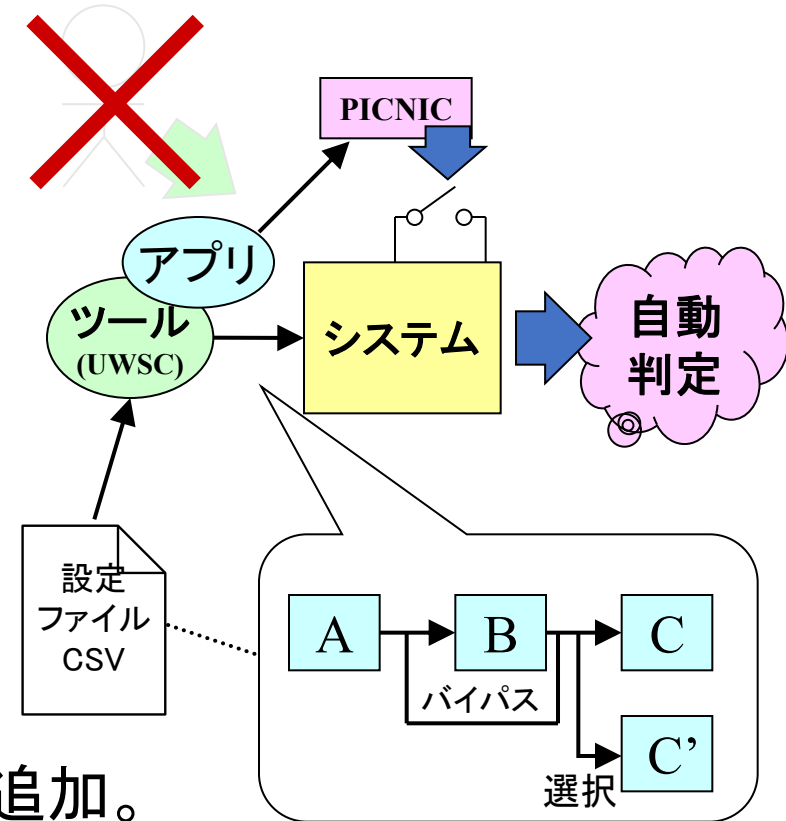 PICNIC
アプリ
ツール
(UWSC)
システム
自動
判定
設定
ファイル
CSV
A
B
C
バイパス
C’
選択
追加。